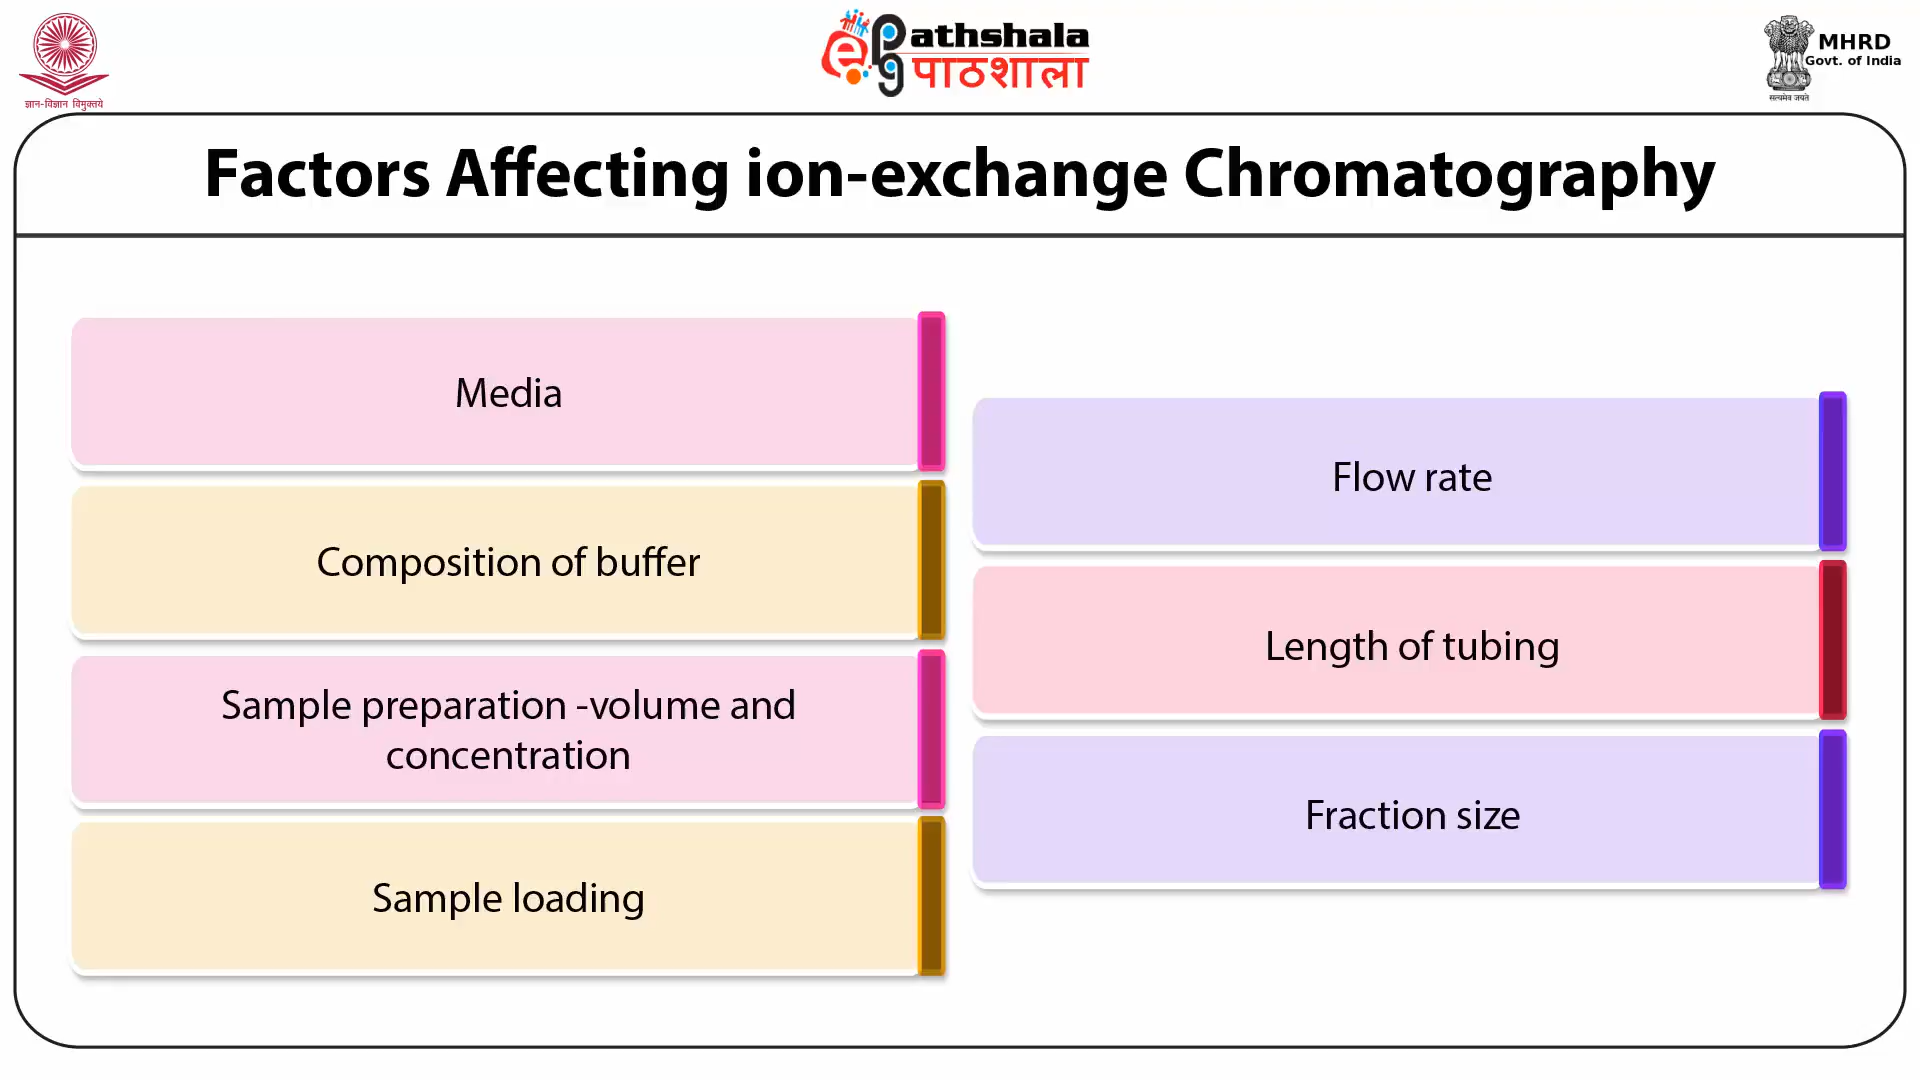 ज्ञान-विज्ञान विमुक्तये
ePathshala
पाठशाला
MHRD
Govt. of India
सत्यमेव जयते
Factors Affecting ion-exchange Chromatography
Media
Composition of buffer
Sample preparation -volume and
concentration
Sample loading
Flow rate
Length of tubing
Fraction size